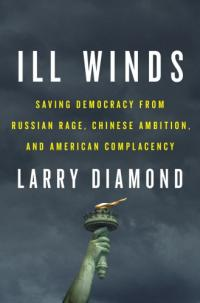 ILL WINDS
SAVING DEMOCRACY FROM
RUSSIAN RAGE, CHINESE AMBITION,
AND AMERICAN COMPLACENCY
LARRY DIAMOND